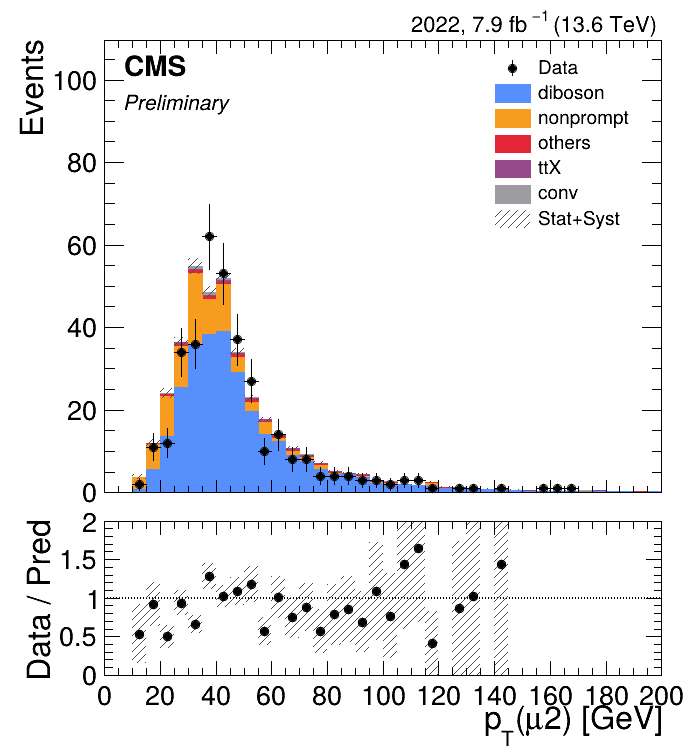 2022, 7.9 fb⁻¹ (13.6 TeV)
CMS
Preliminary
Data
diboson
nonprompt
others
ttX
conv
Stat+Syst
Events
100
80
60
40
20
0
Data / Pred
2
1.5
1
0.5
0
0 20 40 60 80 100 120 140 160 180 200
p_T(μ2) [GeV]